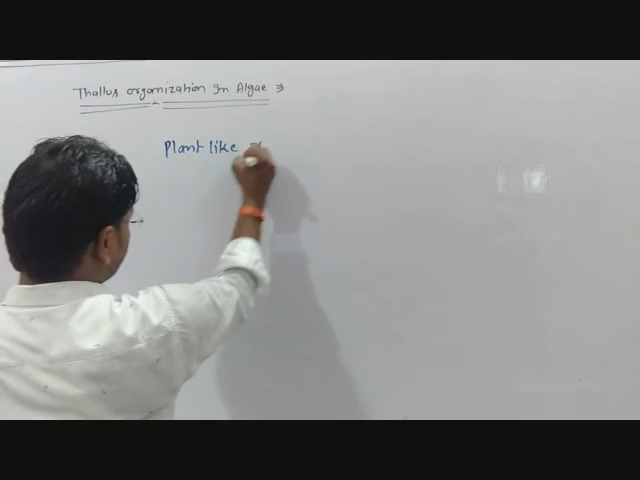 Thallus organization In Algae ⇒
Plant like ⇒